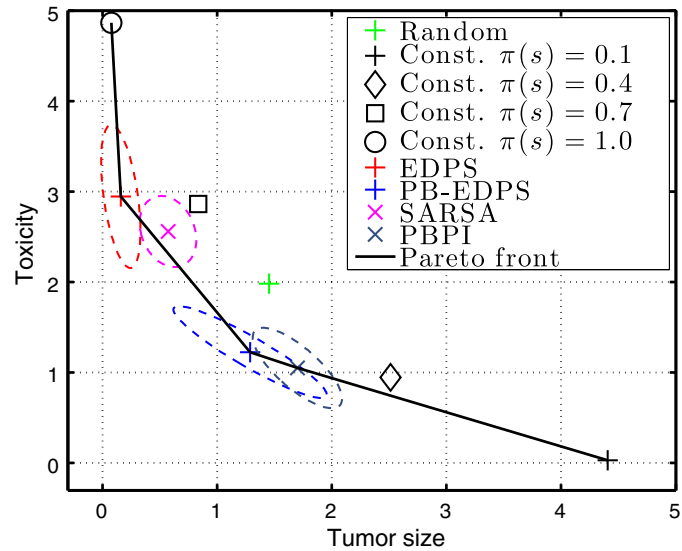 Random
Const. π(s) = 0.1
Const. π(s) = 0.4
Const. π(s) = 0.7
Const. π(s) = 1.0
EDPS
PB-EDPS
SARSA
PBPI
Pareto front
Toxicity
5
4
3
2
1
0
0 1 2 3 4 5
Tumor size